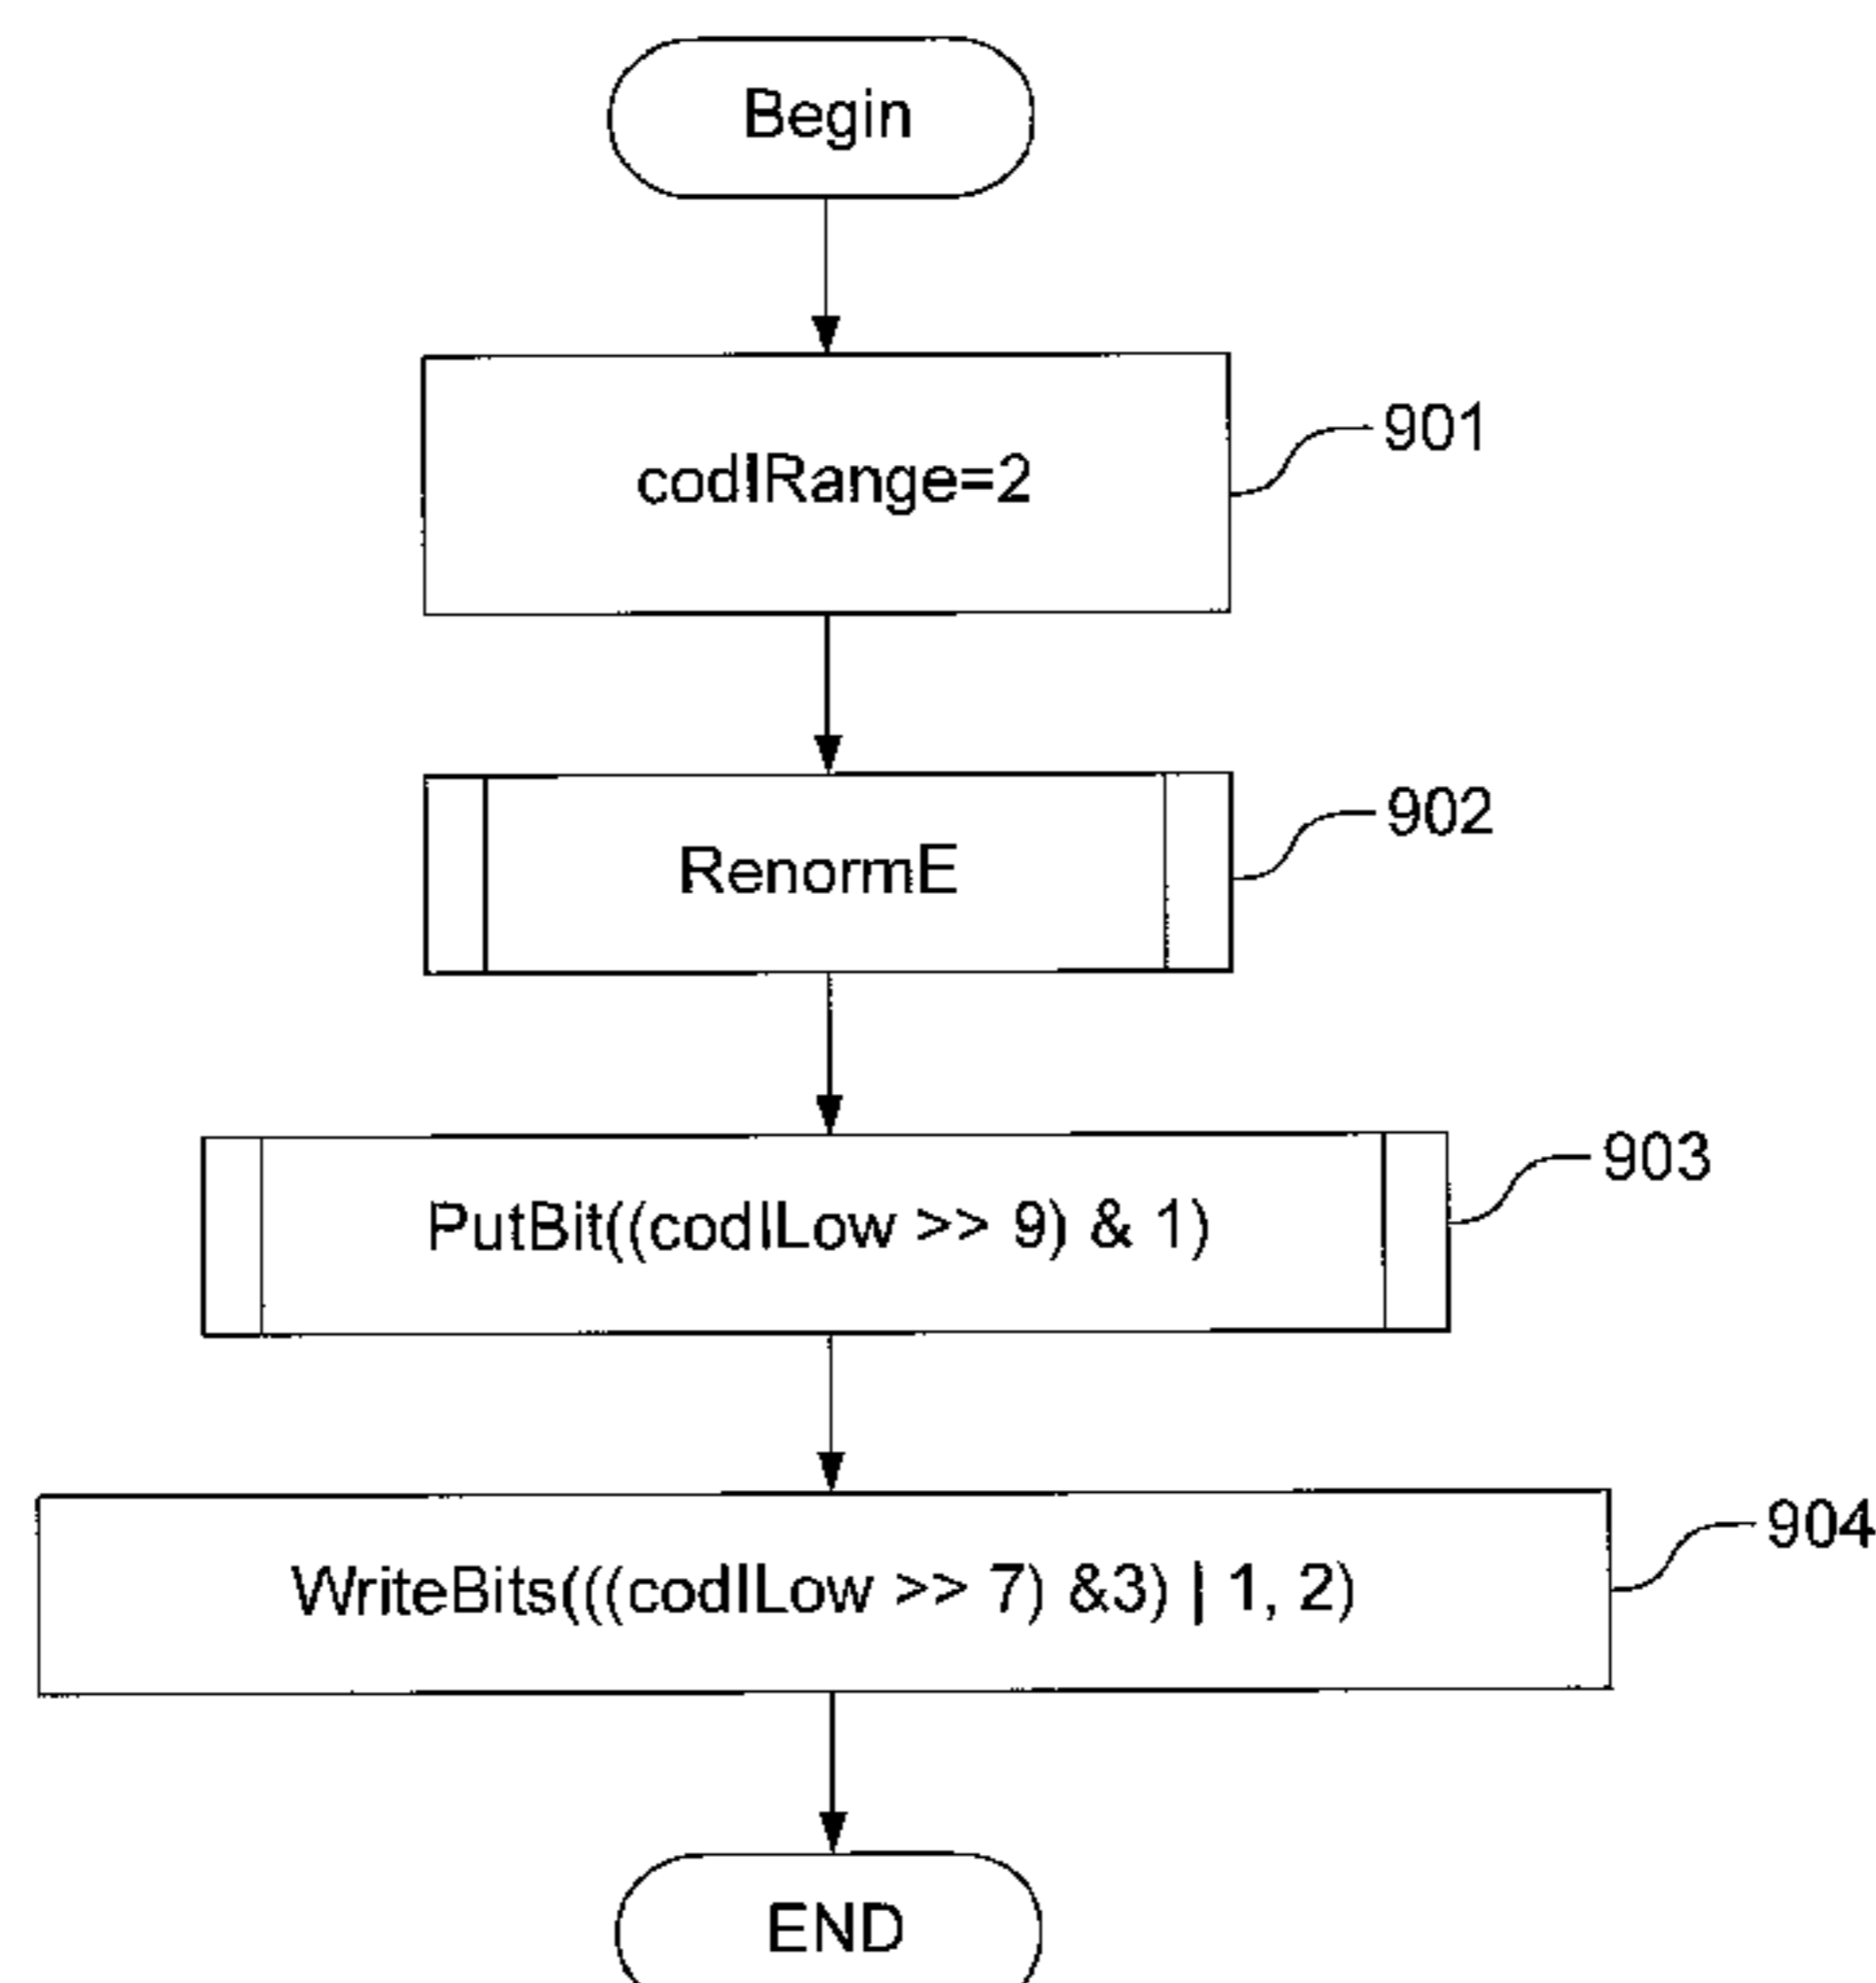 Begin
codIRange=2
901
RenormE
902
PutBit((codILow >> 9) & 1)
903
WriteBits(((codILow >> 7) &3) | 1, 2)
904
END